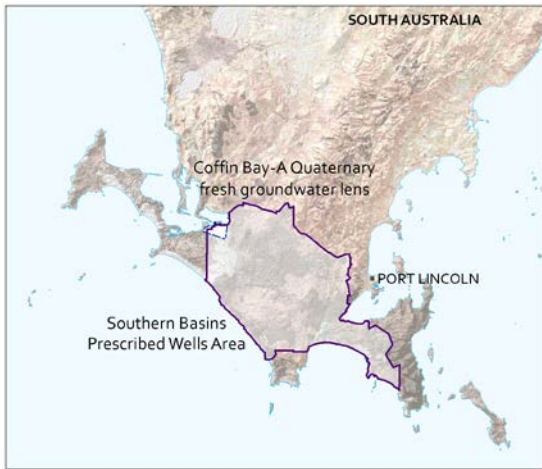 SOUTH AUSTRALIA
Coffin Bay-A Quaternary
fresh groundwater lens
PORT LINCOLN
Southern Basins
Prescribed Wells Area